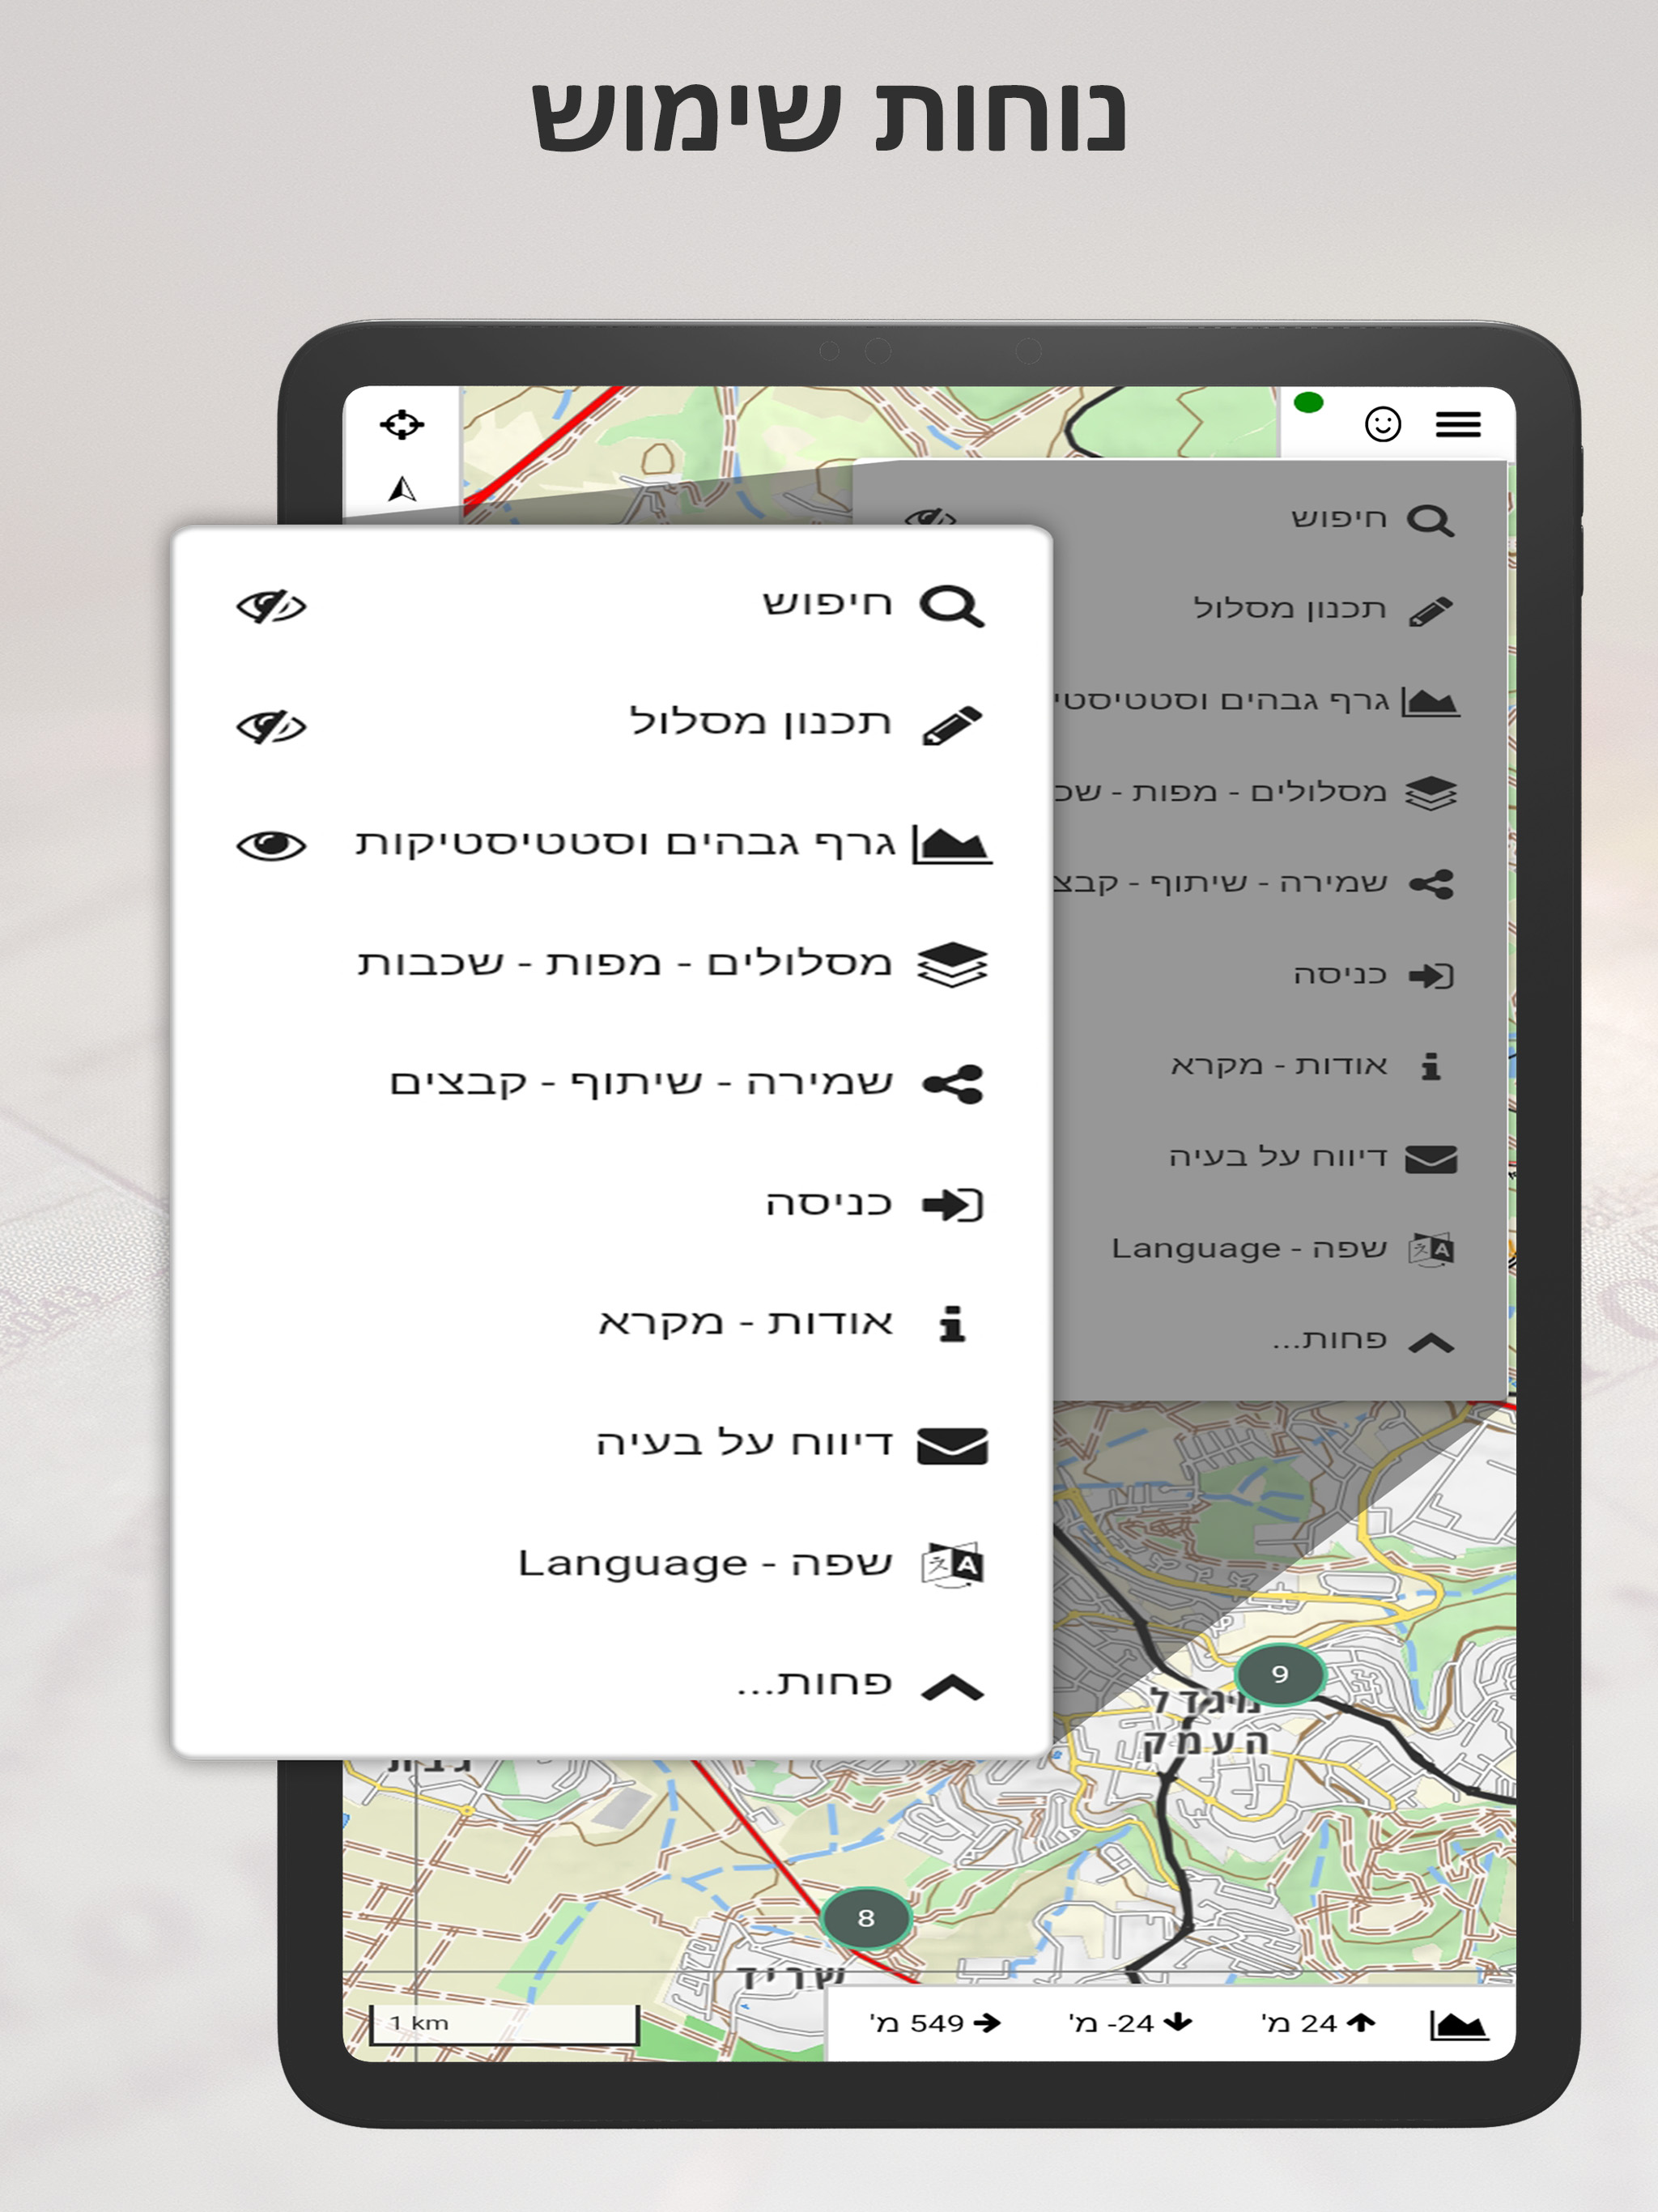 נוחות שימוש
חיפוש
תכנון מסלול
גרף גבהים וסטטיסטי
מסלולים - מפות - שכ
שמירה - שיתוף - קבצ
כניסה
אודות - מקרא
דיווח על בעיה
שפה - Language
פחות...
חיפוש
תכנון מסלול
גרף גבהים וסטטיסטיקות
מסלולים - מפות - שכבות
שמירה - שיתוף - קבצים
כניסה
אודות - מקרא
דיווח על בעיה
שפה - Language
פחות...
9
מיגדל
העמק
8
שריד
24 מ'
-24 מ'
549 מ'
1 km